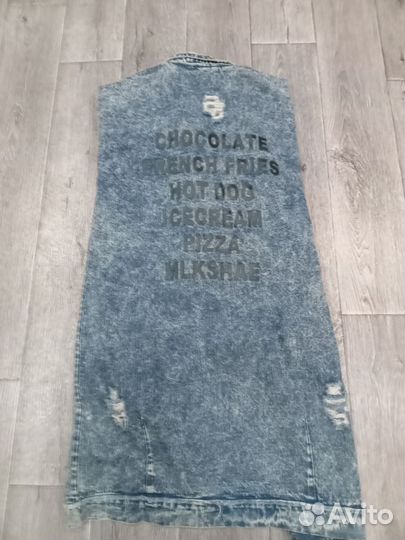 CHOCOLATE
FRENCH FRIES
HOT DOG
ICECREAM
PIZZA
MLKSHAE
Avito